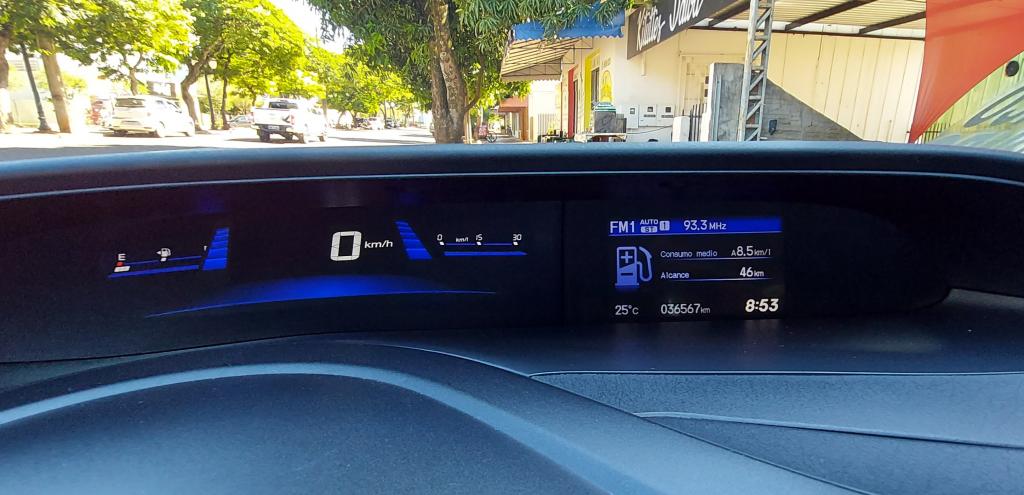 E
F
0 km/h
0 km/l 15 30
FM1 AUTO ST 1 93.3 MHz
Consumo medio A8.5 km/l
Alcance 46 km
25°c 036567 km 8:53